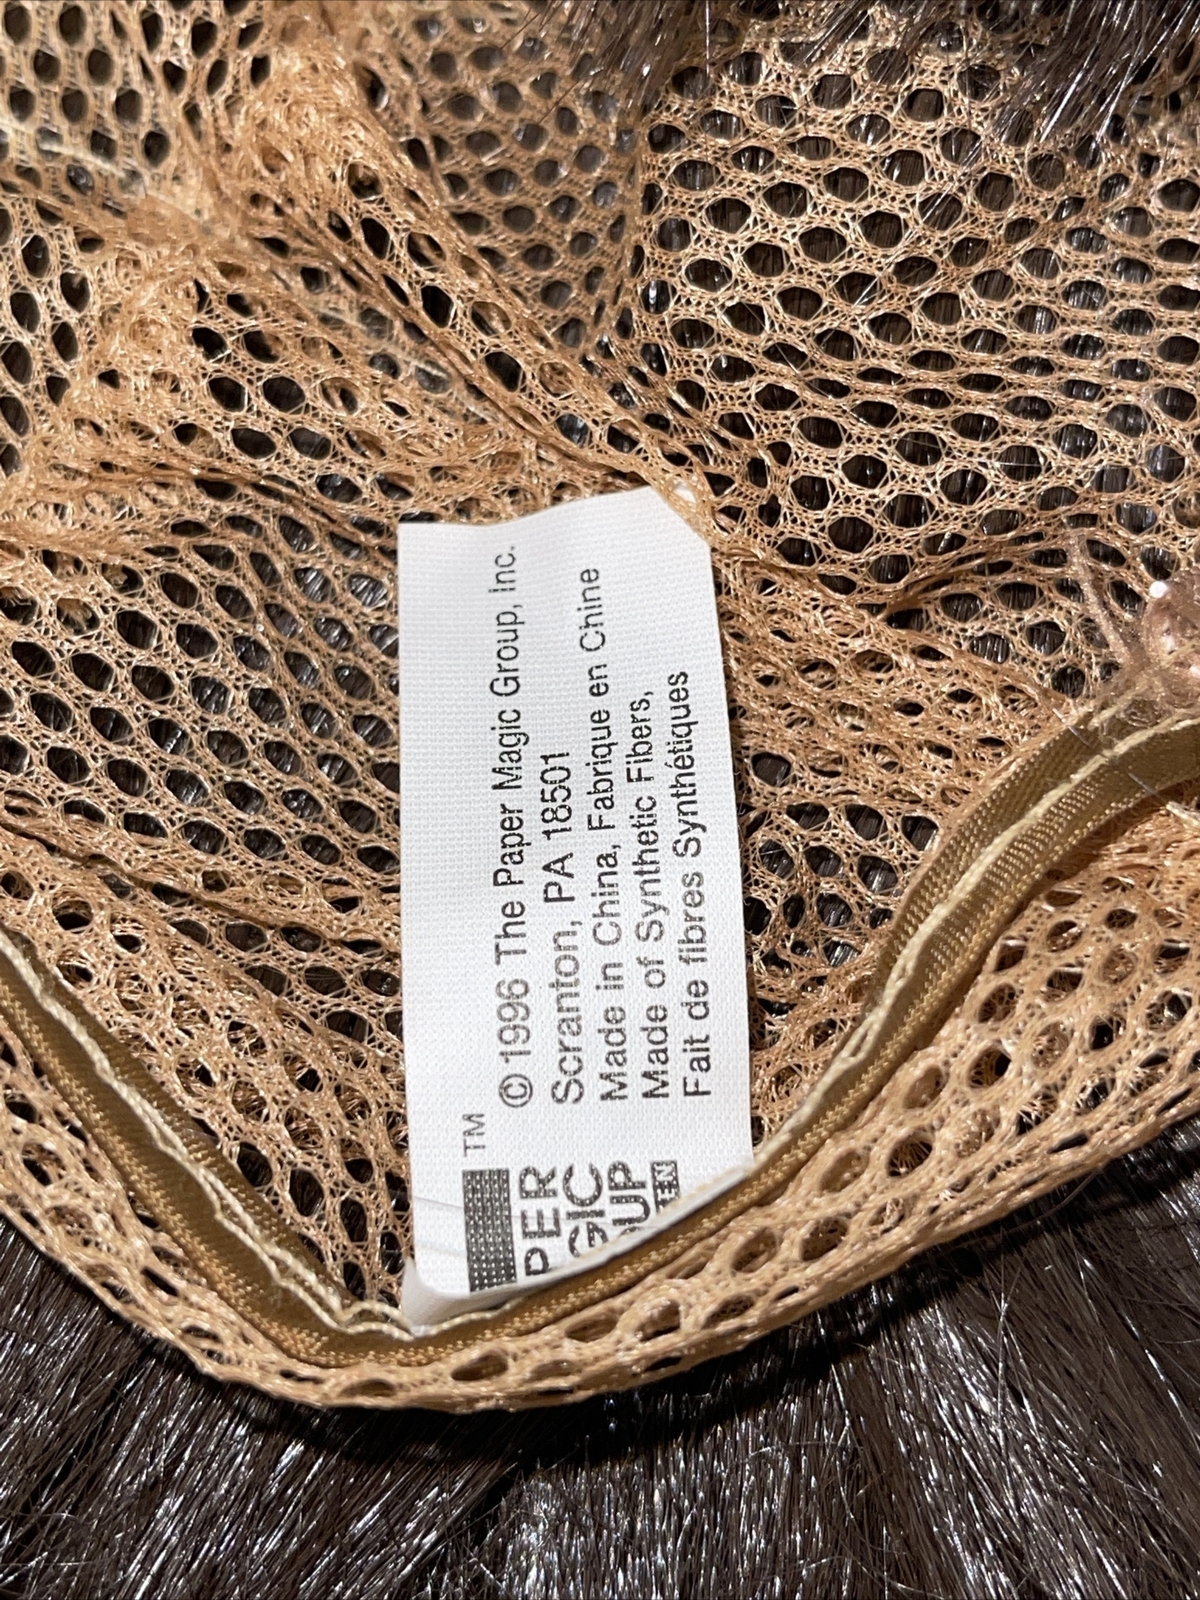 TM
© 1996 The Paper Magic Group, Inc.
Scranton, PA 18501
Made in China, Fabrique en Chine
Made of Synthetic Fibers,
Fait de fibres Synthétiques